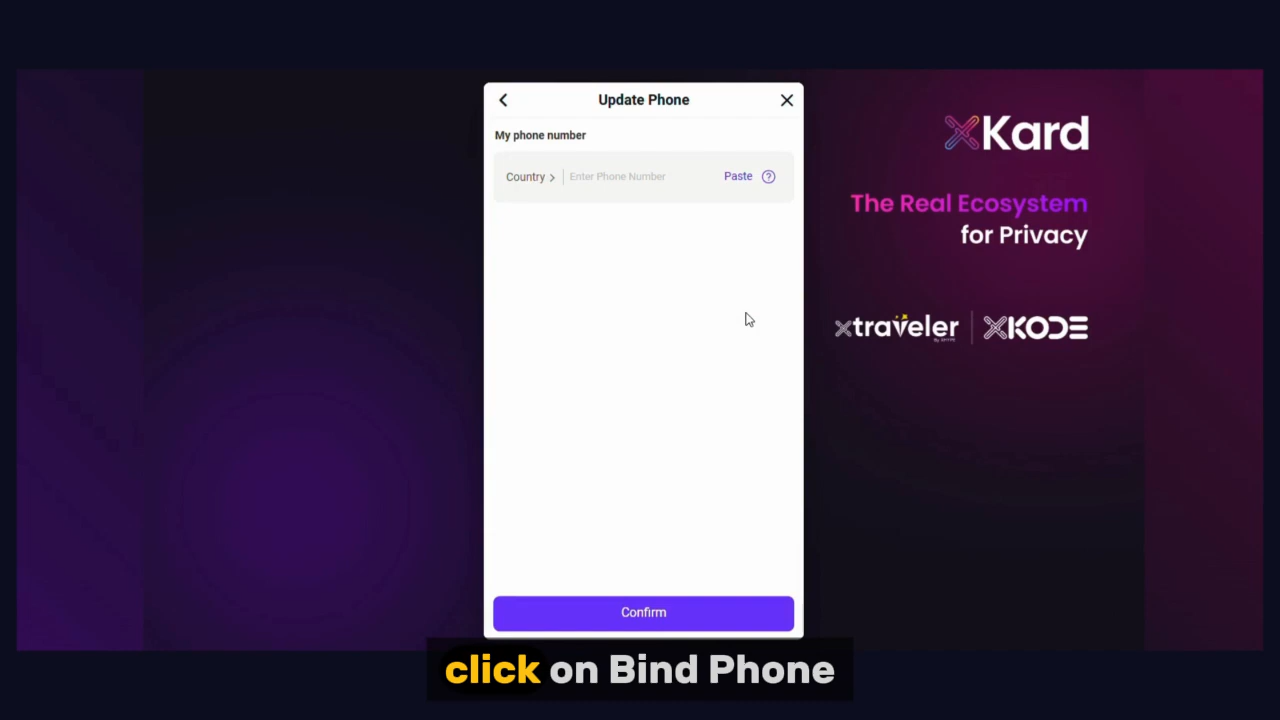 Update Phone
My phone number
Country >
Enter Phone Number
Paste ?
Confirm
XKard
The Real Ecosystem
for Privacy
xtraveler
XKODE
click on Bind Phone